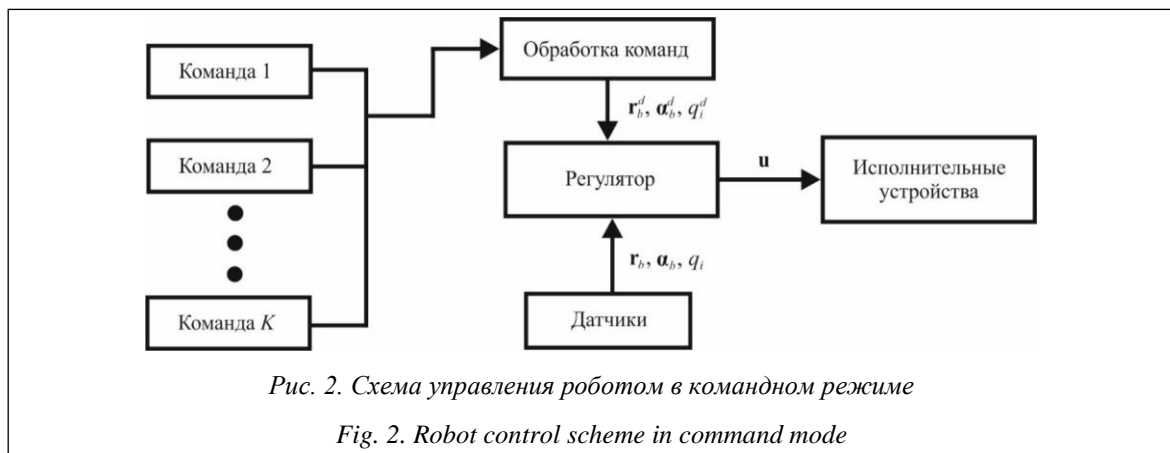 Команда 1
Команда 2
Команда K
Обработка команд
r_b^d, α_b^d, q_i^d
Регулятор
u
Исполнительные
устройства
r_b, α_b, q_i
Датчики
Рис. 2. Схема управления роботом в командном режиме
Fig. 2. Robot control scheme in command mode